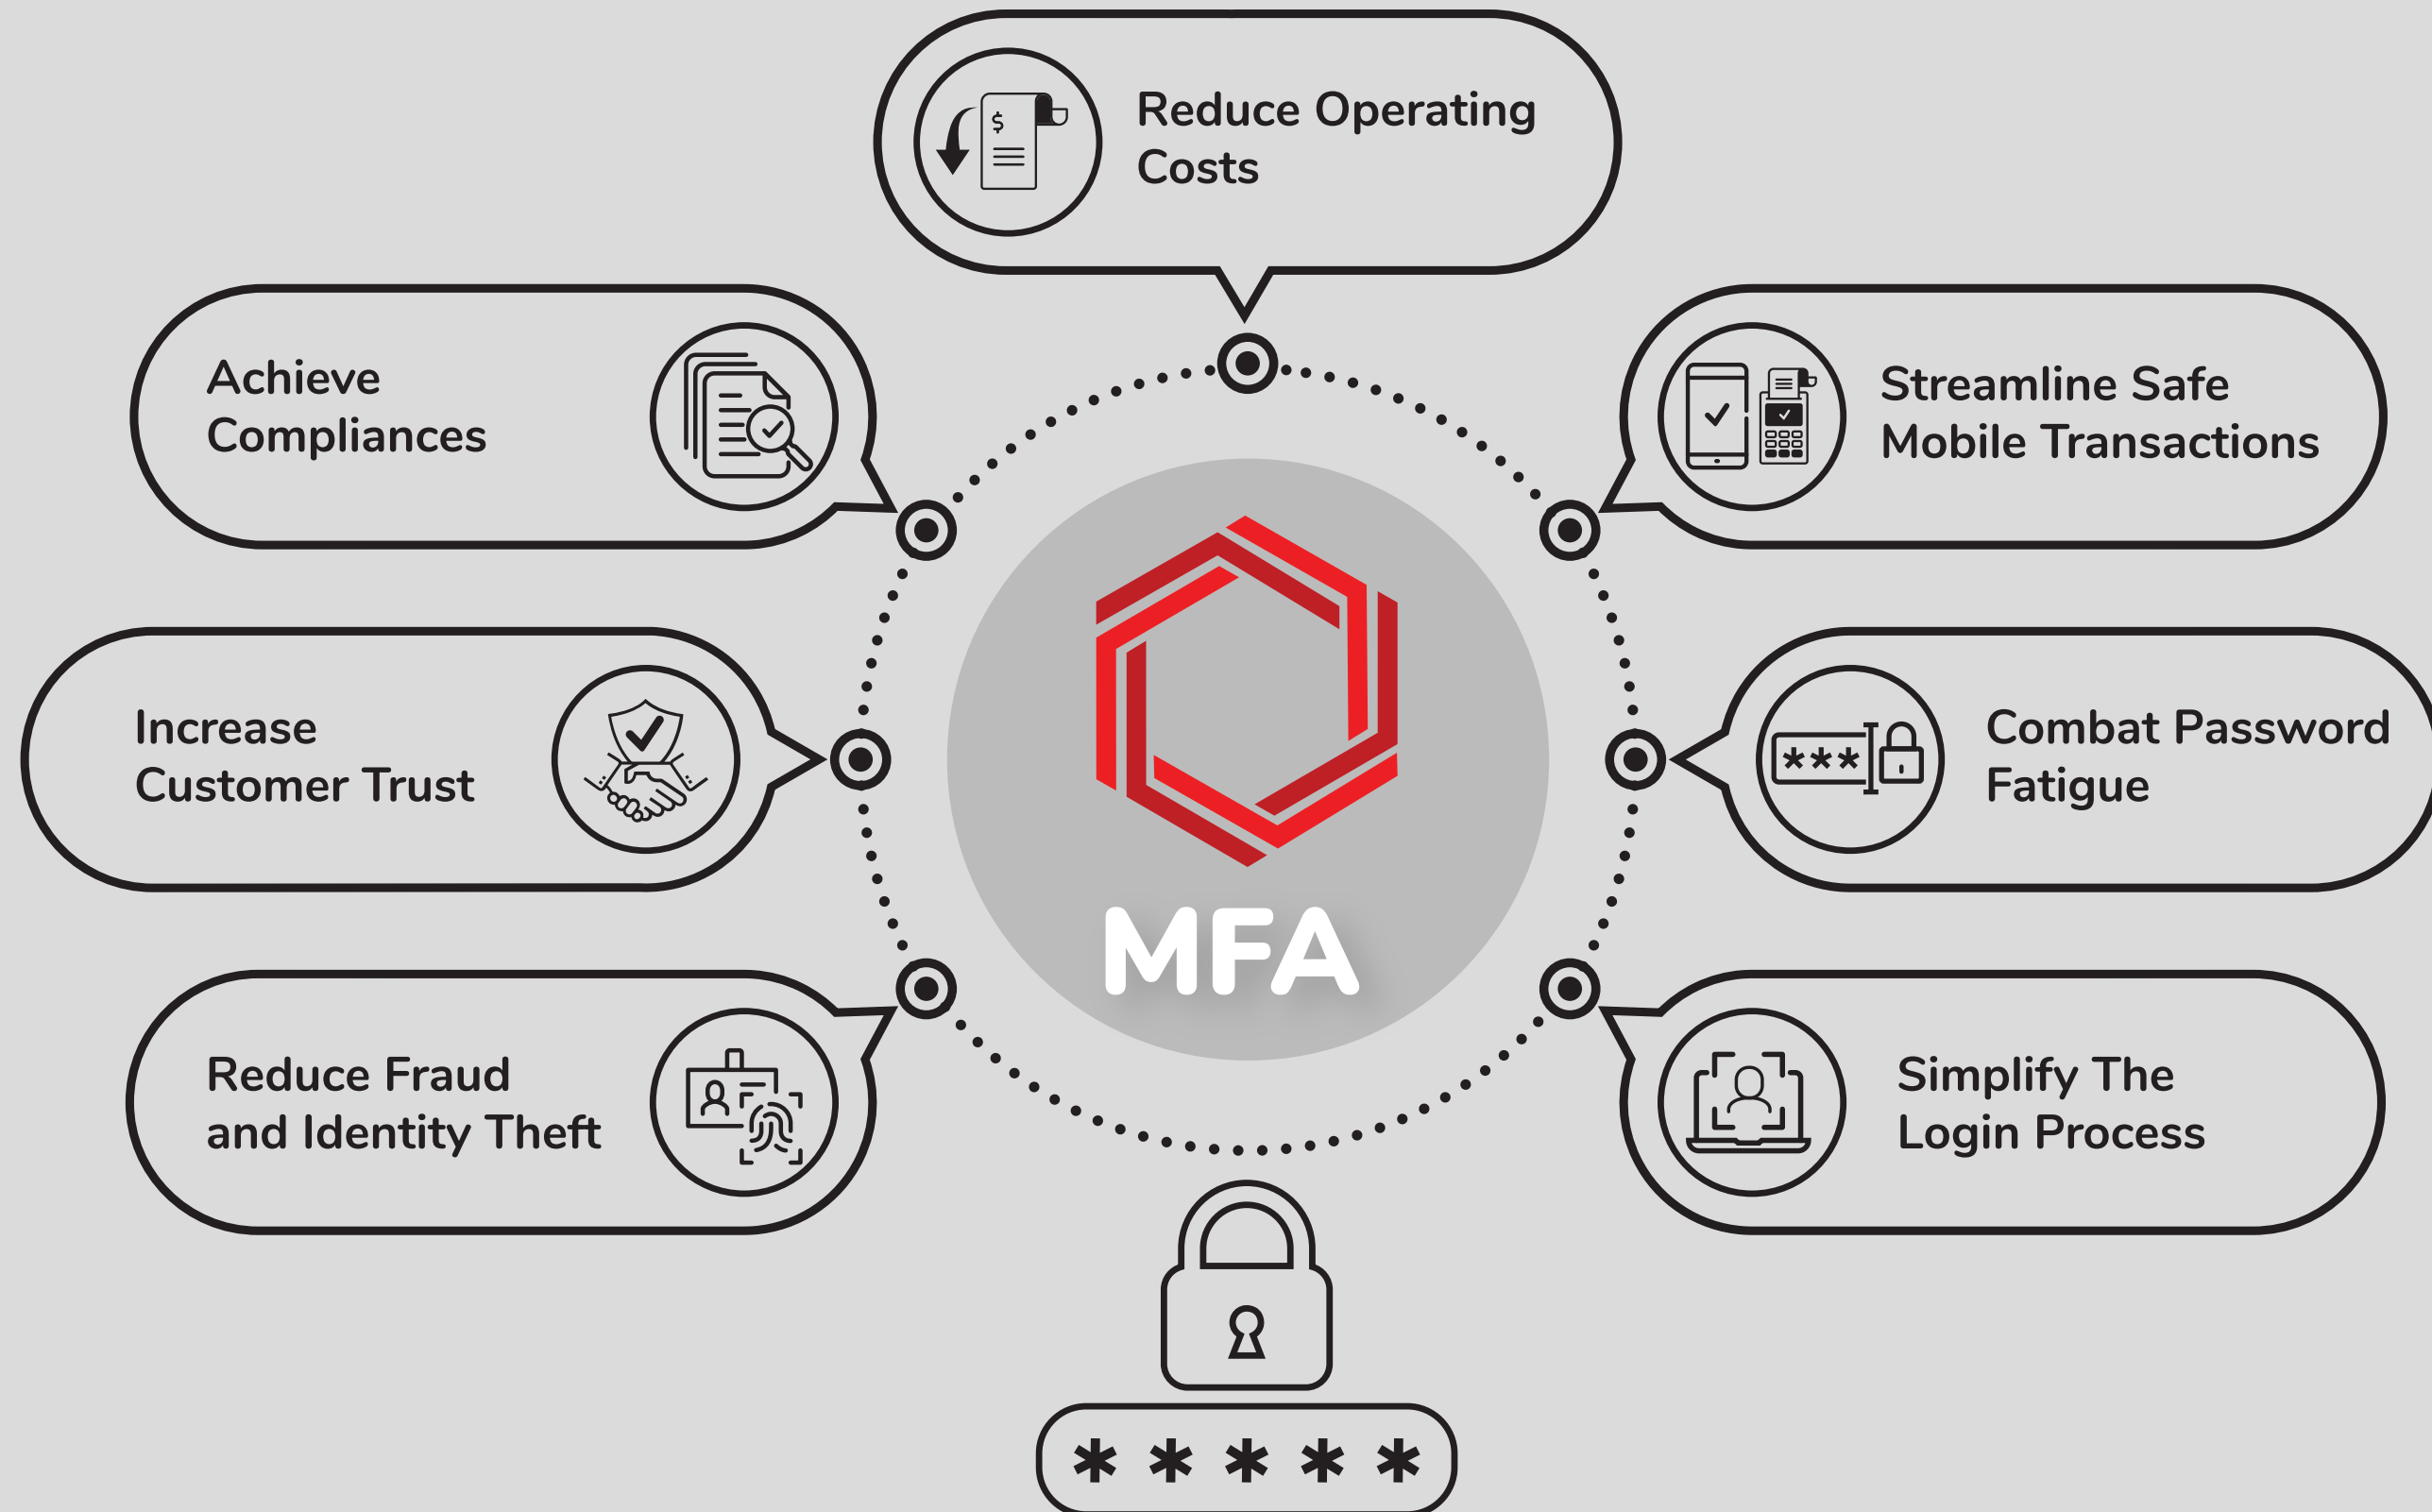 Reduce Operating
Costs
Achieve
Compliances
Streamline Safe
Mobile Transactions
Increase
Customer Trust
Combat Password
Fatigue
MFA
Reduce Fraud
and Identity Theft
Simplify The
Login Process
* * * * *